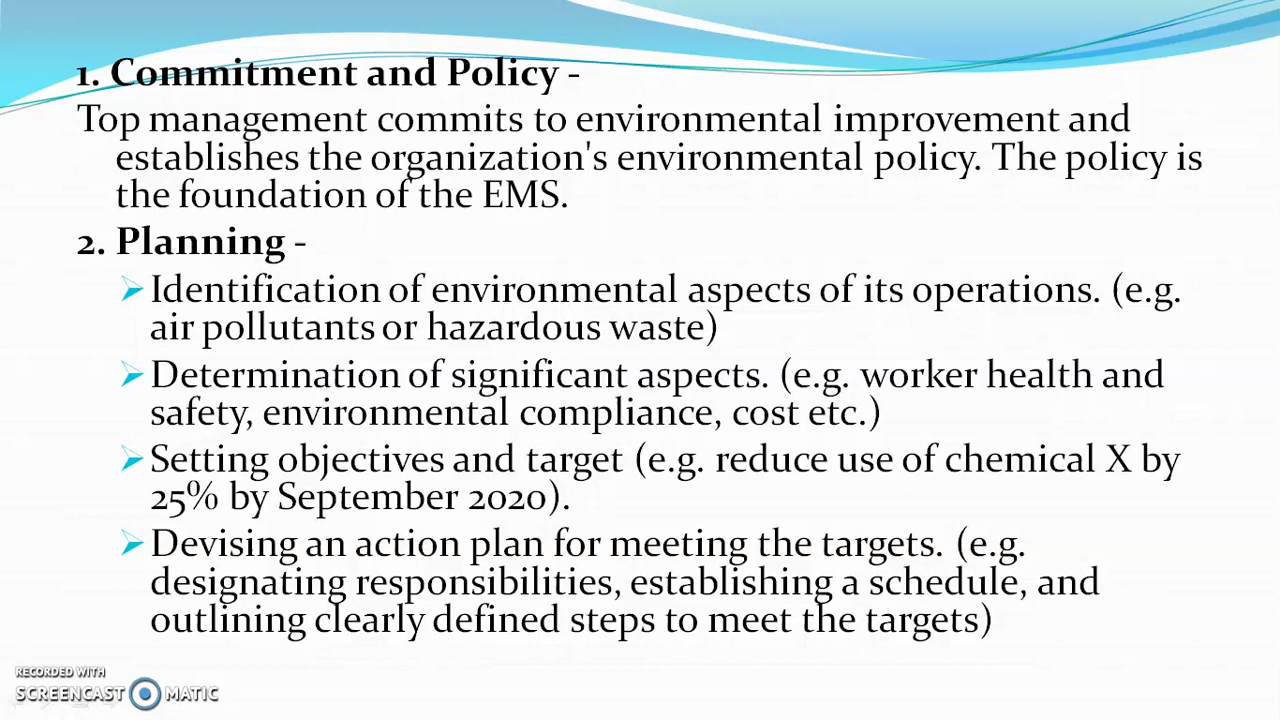 1. Commitment and Policy -
Top management commits to environmental improvement and
establishes the organization's environmental policy. The policy is
the foundation of the EMS.
2. Planning -
Identification of environmental aspects of its operations. (e.g.
air pollutants or hazardous waste)
Determination of significant aspects. (e.g. worker health and
safety, environmental compliance, cost etc.)
Setting objectives and target (e.g. reduce use of chemical X by
25% by September 2020).
Devising an action plan for meeting the targets. (e.g.
designating responsibilities, establishing a schedule, and
outlining clearly defined steps to meet the targets)
RECORDED WITH
SCREENCAST MATIC